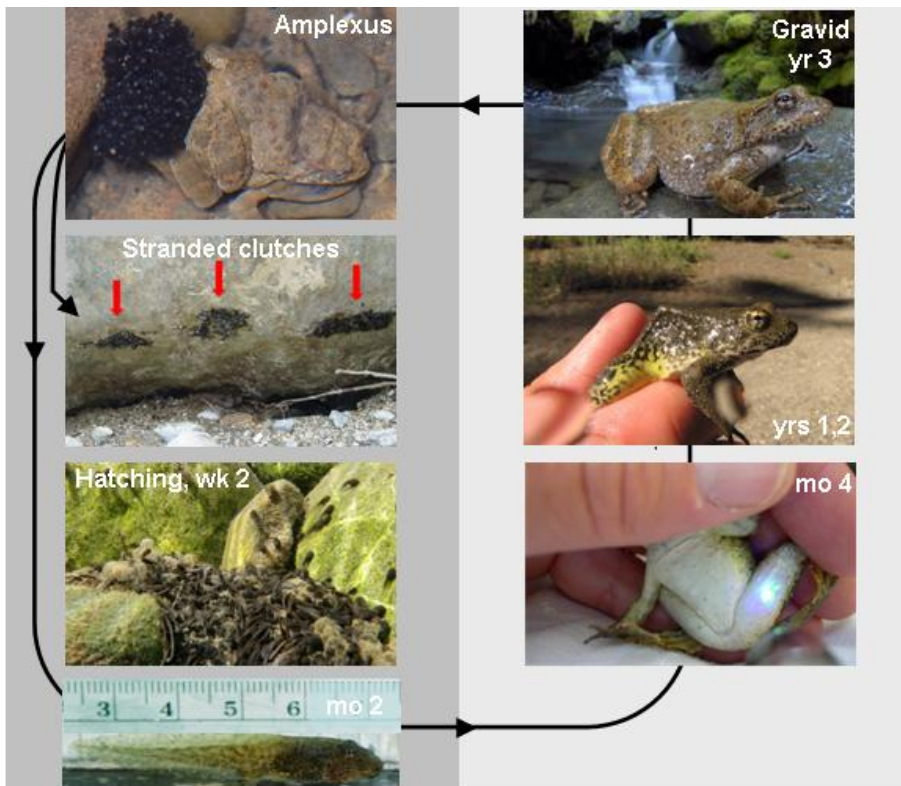 Amplexus
Gravid
yr 3
Stranded clutches
yrs 1,2
Hatching, wk 2
mo 4
3 4 5 6 mo 2